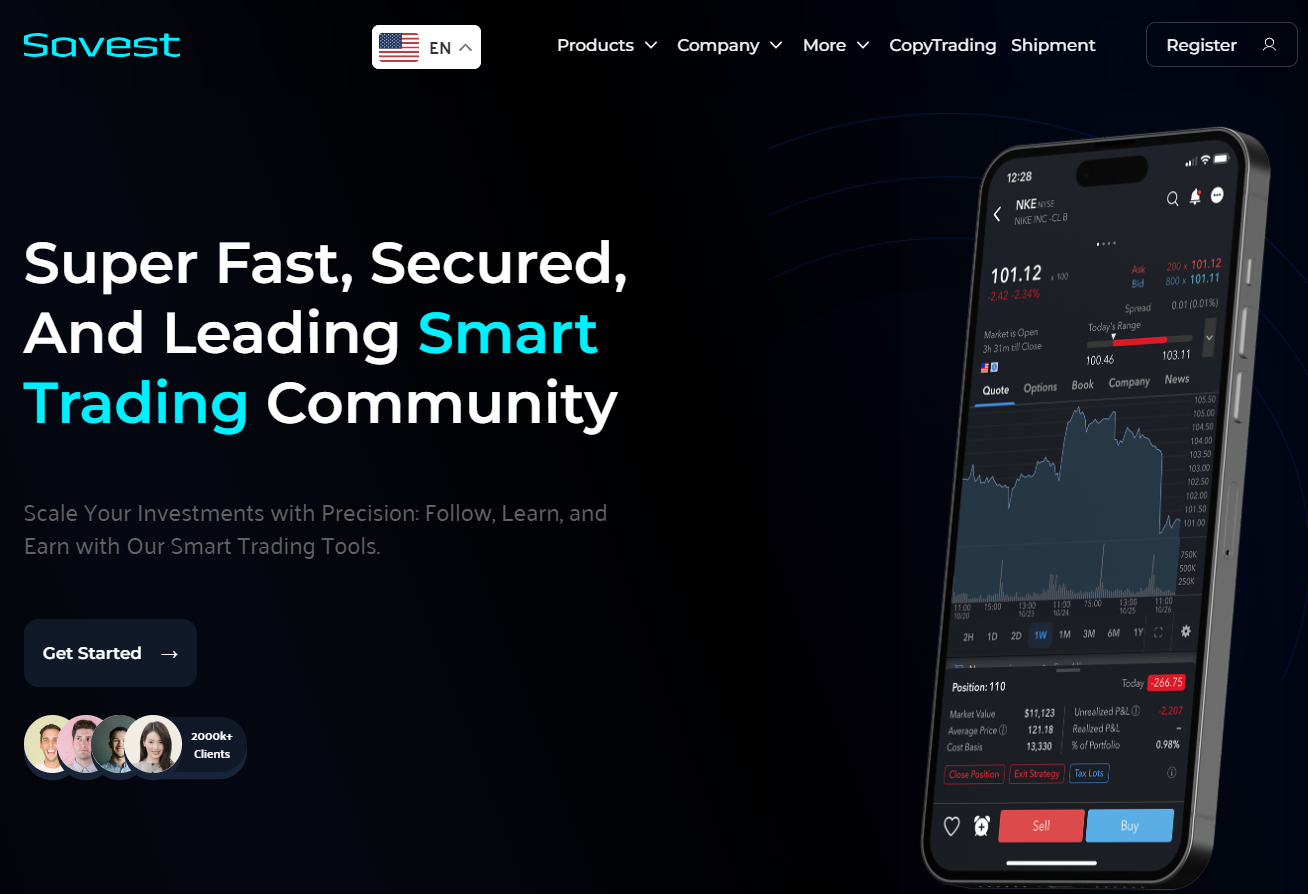 Savest
EN
Products
Company
More
CopyTrading
Shipment
Register
Super Fast, Secured,
And Leading Smart
Trading Community
Scale Your Investments with Precision: Follow, Learn, and
Earn with Our Smart Trading Tools.
Get Started →
2000k+
Clients
12:28
NKE NYSE
NIKE INC -CL B
101.12 x 100
-2.42 -2.34%
Ask 200 x 101.12
Bid 800 x 101.11
Spread 0.01 (0.01%)
Market is Open
3h 31m till Close
Today's Range
100.46 103.11
Quote Options Book Company News
105.50
105.00
104.50
104.00
103.50
103.00
102.50
102.00
101.50
101.00
750K
500K
250K
11:00 15:00 13:00 11:00 15:00 13:00 11:00
10/20 10/23 10/24 10/25 10/26
2H 1D 2D 1W 1M 3M 6M 1Y
Position: 110
Today -266.75
Market Value $11,123 Unrealized P&L -2,207
Average Price 121.18 Realized P&L –
Cost Basis 13,330 % of Portfolio 0.98%
Close Position Exit Strategy Tax Lots
Sell Buy